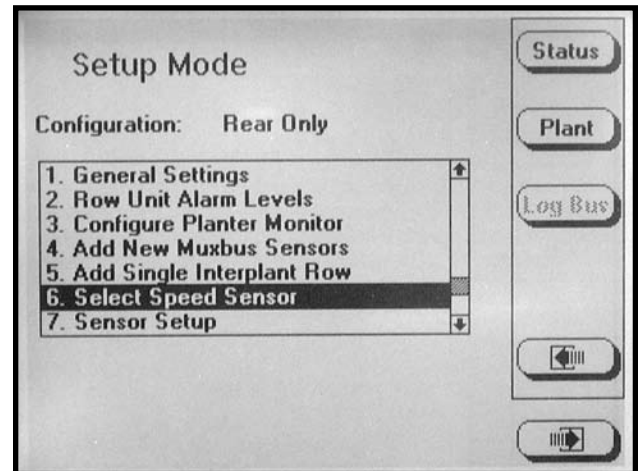 Setup Mode
Configuration: Rear Only
1. General Settings
2. Row Unit Alarm Levels
3. Configure Planter Monitor
4. Add New Muxbus Sensors
5. Add Single Interplant Row
6. Select Speed Sensor
7. Sensor Setup
Status
Plant
Log Bus